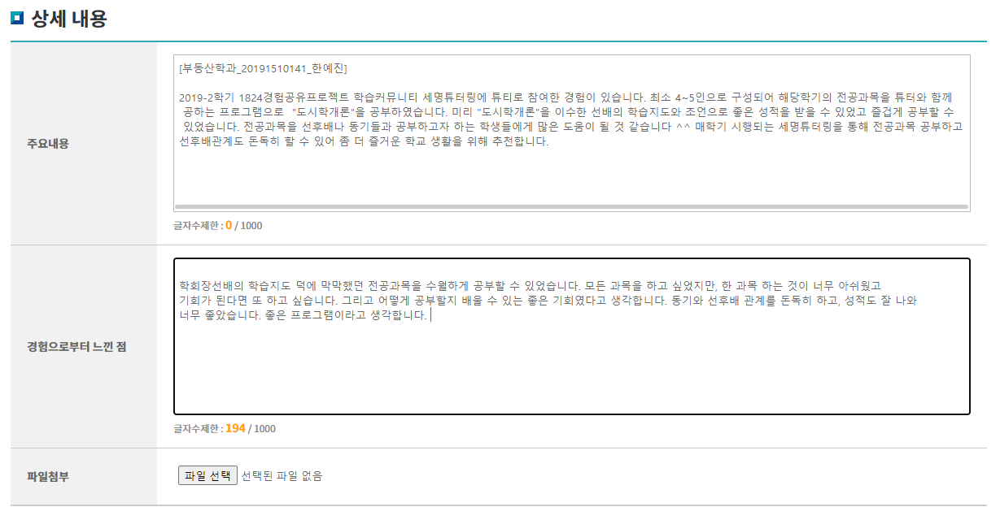 상세 내용
주요내용
[부동산학과_20191510141_한예진]
2019-2학기 1824경험공유프로젝트 학습커뮤니티 세명튜터링에 튜티로 참여한 경험이 있습니다. 최소 4~5인으로 구성되어 해당학기의 전공과목을 튜터와 함께
공하는 프로그램으로  "도시학개론"을 공부하였습니다. 미리 "도시학개론"을 이수한 선배의 학습지도와 조언으로 좋은 성적을 받을 수 있었고 즐겁게 공부할 수
있었습니다. 전공과목을 선후배나 동기들과 공부하고자 하는 학생들에게 많은 도움이 될 것 같습니다 ^^ 매학기 시행되는 세명튜터링을 통해 전공과목 공부하고
선후배관계도 돈독히 할 수 있어 좀 더 즐거운 학교 생활을 위해 추천합니다.
글자수제한 : 0 / 1000
경험으로부터 느낀 점
학회장선배의 학습지도 덕에 막막했던 전공과목을 수월하게 공부할 수 있었습니다. 모든 과목을 하고 싶었지만, 한 과목 하는 것이 너무 아쉬웠고
기회가 된다면 또 하고 싶습니다. 그리고 어떻게 공부할지 배울 수 있는 좋은 기회였다고 생각합니다. 동기와 선후배 관계를 돈독히 하고, 성적도 잘 나와
너무 좋았습니다. 좋은 프로그램이라고 생각합니다.
글자수제한 : 194 / 1000
파일첨부
파일 선택 선택된 파일 없음